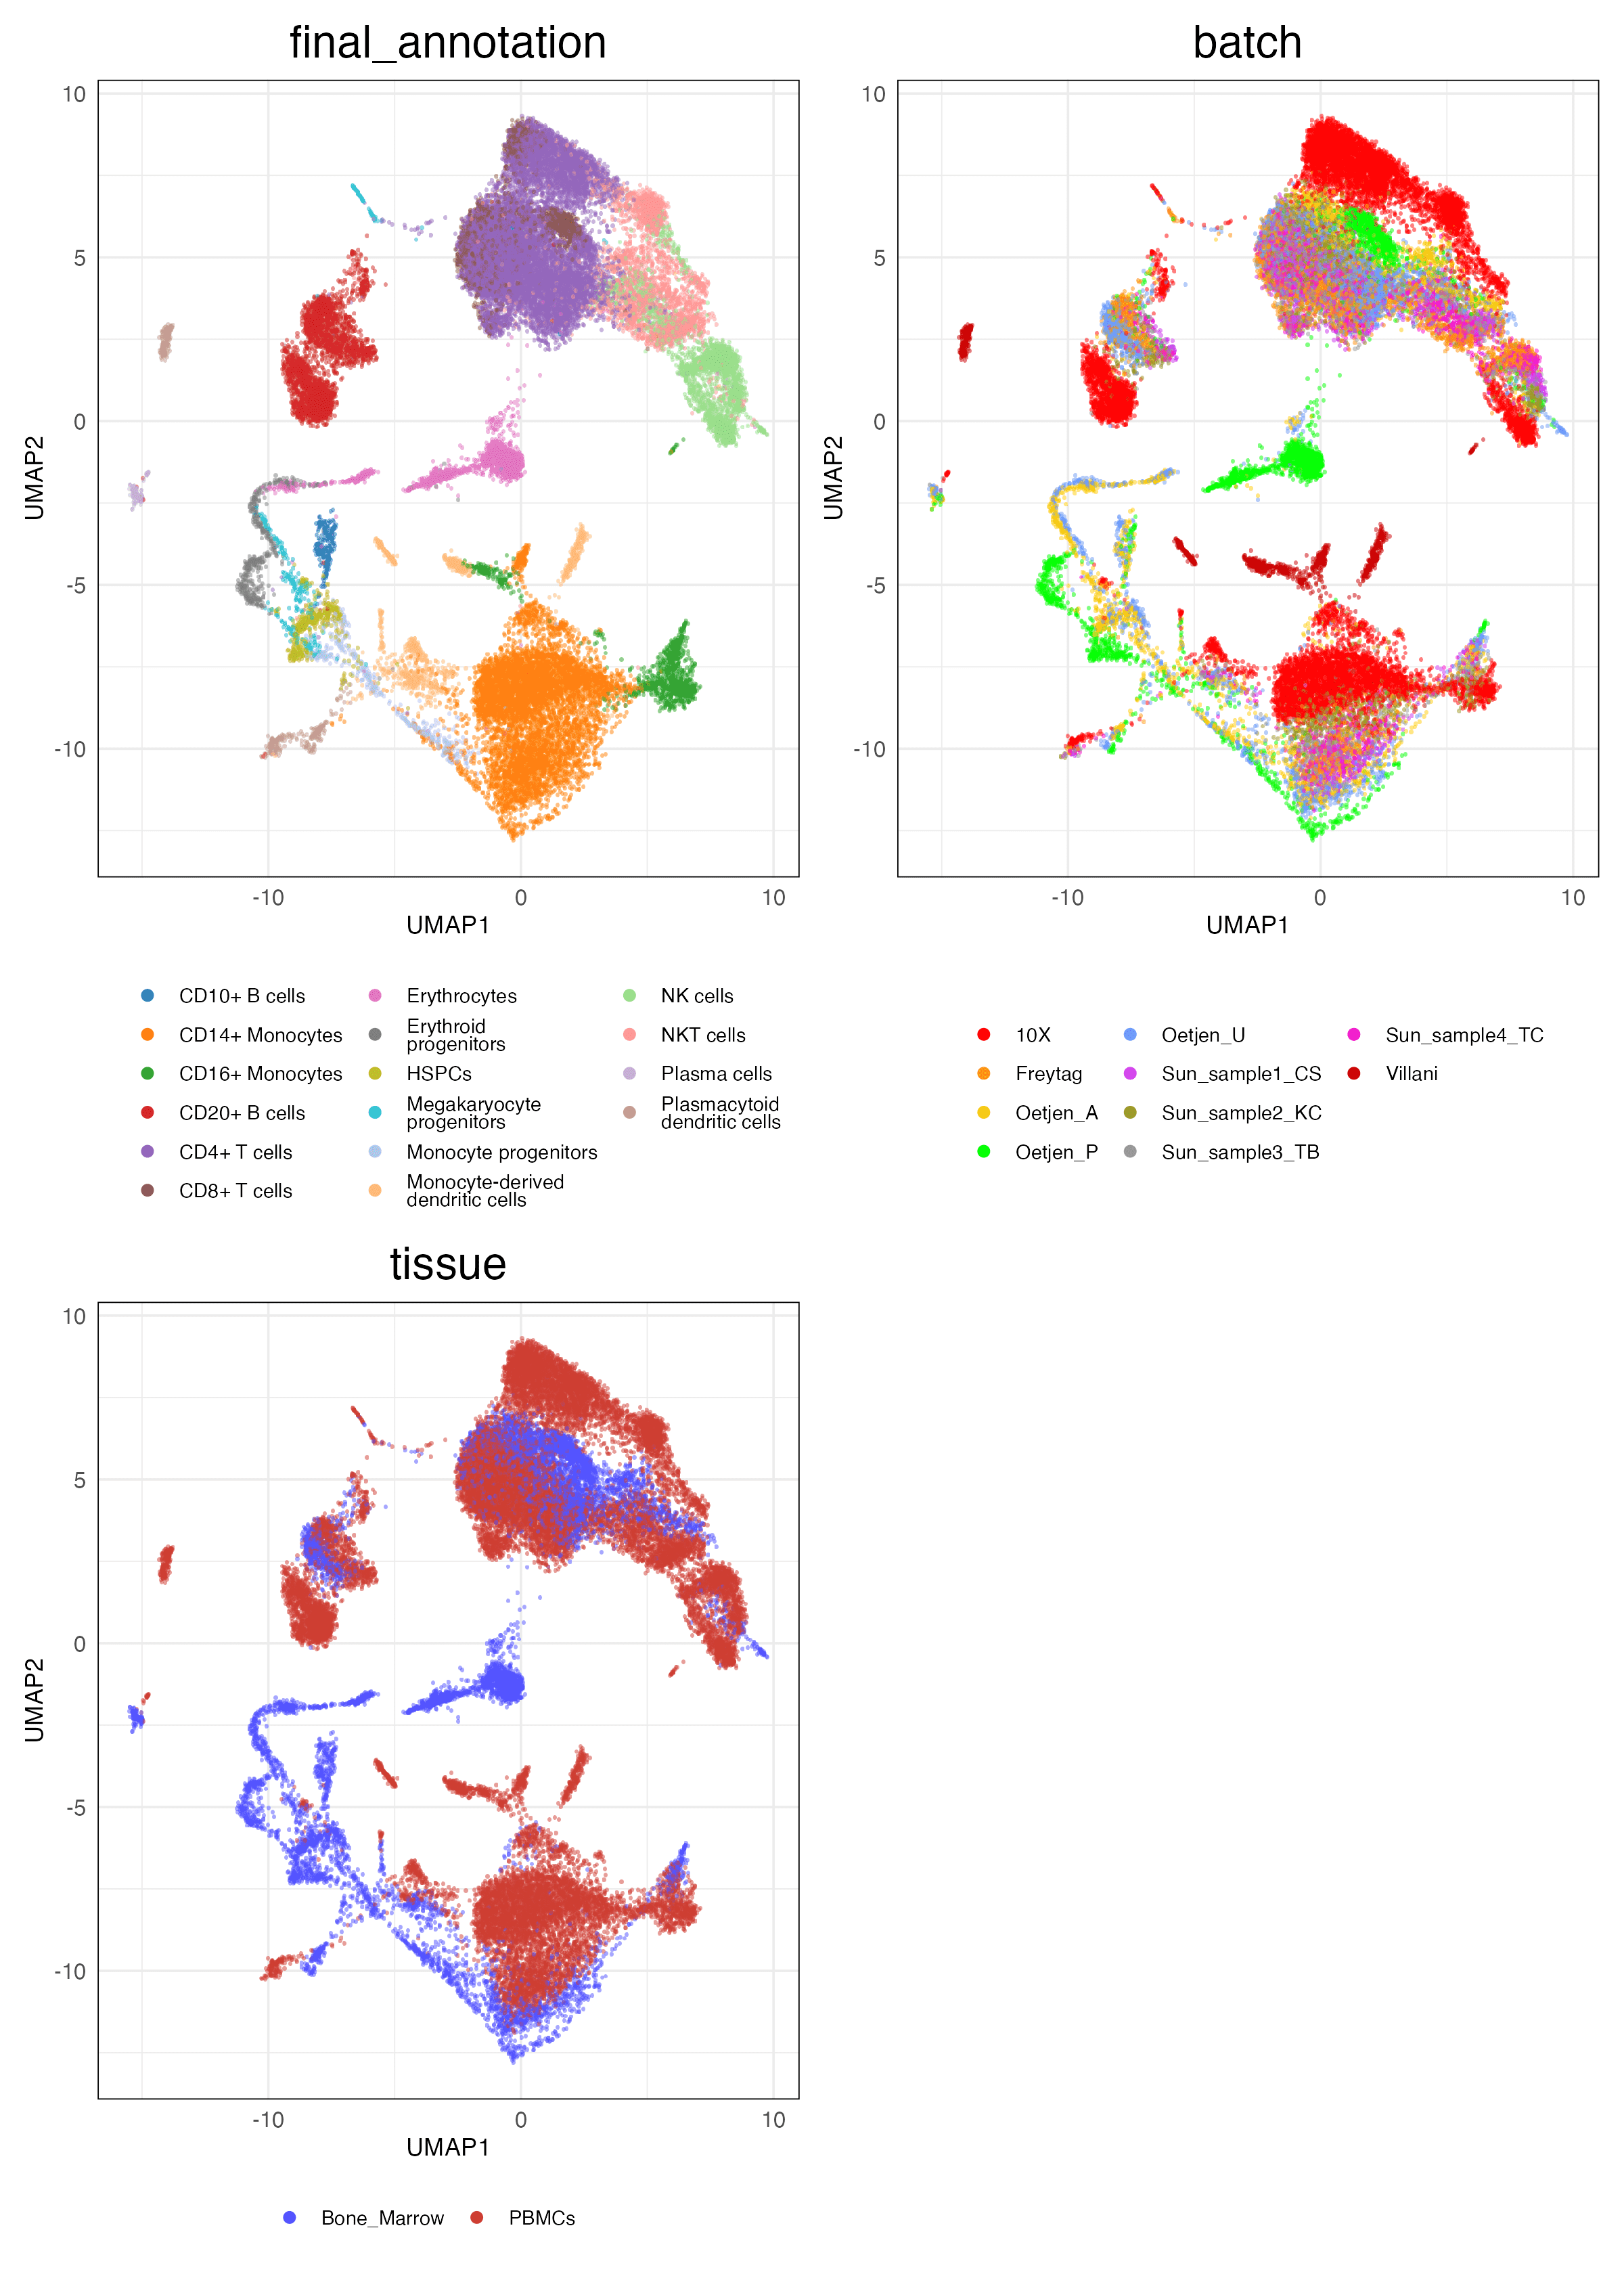 final_annotation
10
5
0
-5
-10
UMAP2
-10
0
10
UMAP1
CD10+ B cells
CD14+ Monocytes
CD16+ Monocytes
CD20+ B cells
CD4+ T cells
CD8+ T cells
Erythrocytes
Erythroid
progenitors
HSPCs
Megakaryocyte
progenitors
Monocyte progenitors
Monocyte-derived
dendritic cells
NK cells
NKT cells
Plasma cells
Plasmacytoid
dendritic cells
batch
10
5
0
-5
-10
UMAP2
-10
0
10
UMAP1
10X
Freytag
Oetjen_A
Oetjen_P
Oetjen_U
Sun_sample1_CS
Sun_sample2_KC
Sun_sample3_TB
Sun_sample4_TC
Villani
tissue
10
5
0
-5
-10
UMAP2
-10
0
10
UMAP1
Bone_Marrow
PBMCs